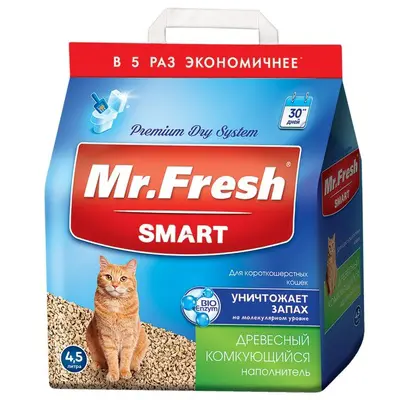 В 5 РАЗ ЭКОНОМИЧНЕЕ*
30**
ДНЕЙ
Premium Dry System
Mr.Fresh®
SMART
Для короткошерстных
кошек
BIO
Enzym
УНИЧТОЖАЕТ
ЗАПАХ
на молекулярном уровне
4,5
литра
ДРЕВЕСНЫЙ
КОМКУЮЩИЙСЯ
наполнитель